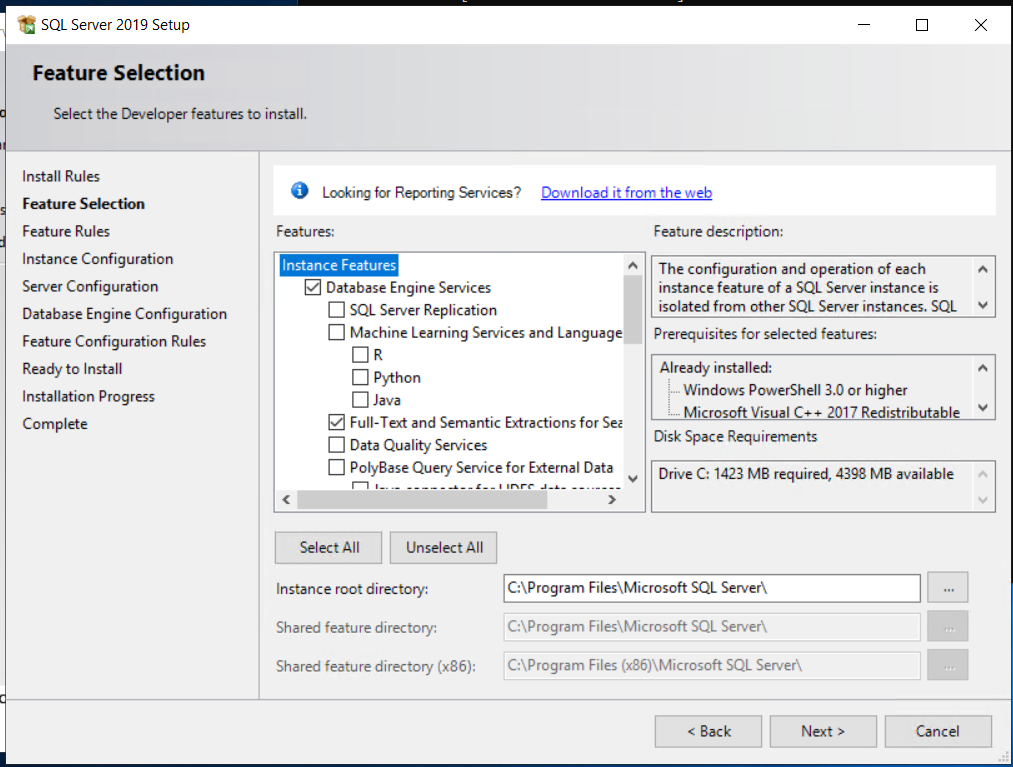 SQL Server 2019 Setup
Feature Selection
Select the Developer features to install.
Install Rules
Feature Selection
Feature Rules
Instance Configuration
Server Configuration
Database Engine Configuration
Feature Configuration Rules
Ready to Install
Installation Progress
Complete
Looking for Reporting Services? Download it from the web
Features:
Instance Features
Database Engine Services
SQL Server Replication
Machine Learning Services and Language
R
Python
Java
Full-Text and Semantic Extractions for Sea
Data Quality Services
PolyBase Query Service for External Data
Java connector for HDFS data sources
Feature description:
The configuration and operation of each
instance feature of a SQL Server instance is
isolated from other SQL Server instances. SQL
Prerequisites for selected features:
Already installed:
Windows PowerShell 3.0 or higher
Microsoft Visual C++ 2017 Redistributable
Disk Space Requirements
Drive C: 1423 MB required, 4398 MB available
Select All
Unselect All
Instance root directory: C:\Program Files\Microsoft SQL Server\ ...
Shared feature directory: C:\Program Files\Microsoft SQL Server\ ...
Shared feature directory (x86): C:\Program Files (x86)\Microsoft SQL Server\ ...
< Back
Next >
Cancel